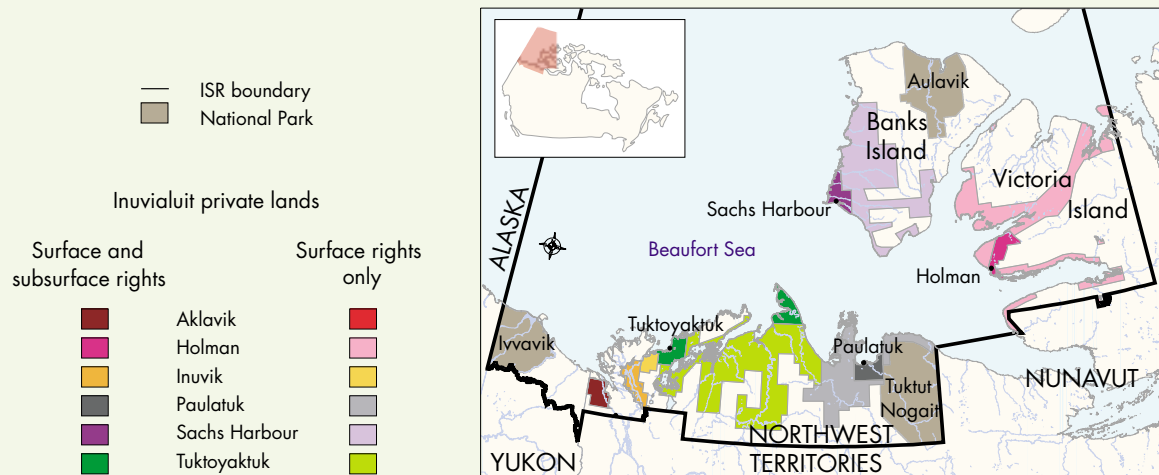 ISR boundary
National Park
Inuvialuit private lands
Surface and
subsurface rights
Surface rights
only
Aklavik
Holman
Inuvik
Paulatuk
Sachs Harbour
Tuktoyaktuk
Aulavik
Banks
Island
Victoria
Island
Sachs Harbour
ALASKA
Beaufort Sea
Holman
Tuktoyaktuk
Ivvavik
Paulatuk
Tuktut
Nogait
NUNAVUT
NORTHWEST
TERRITORIES
YUKON